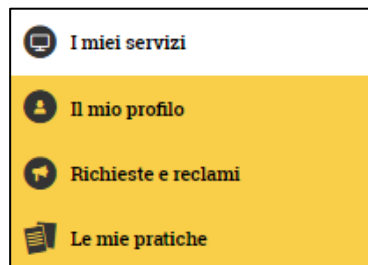 I miei servizi
Il mio profilo
Richieste e reclami
Le mie pratiche